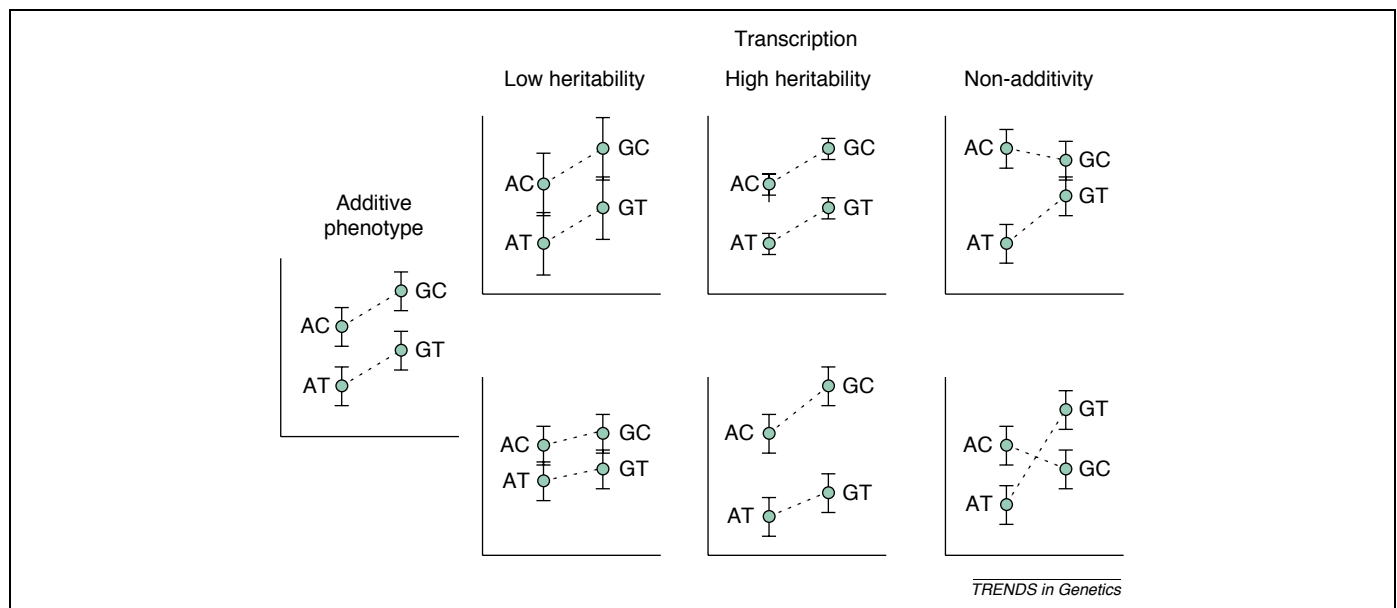 Transcription
Low heritability
High heritability
Non-additivity
AC
GC
AT
GT
AC
GC
AT
GT
AC
GC
AT
GT
Additive
phenotype
AC
GC
AT
GT
AC
GC
AT
GT
AC
GC
AT
GT
AC
GT
AT
GC
TRENDS in Genetics